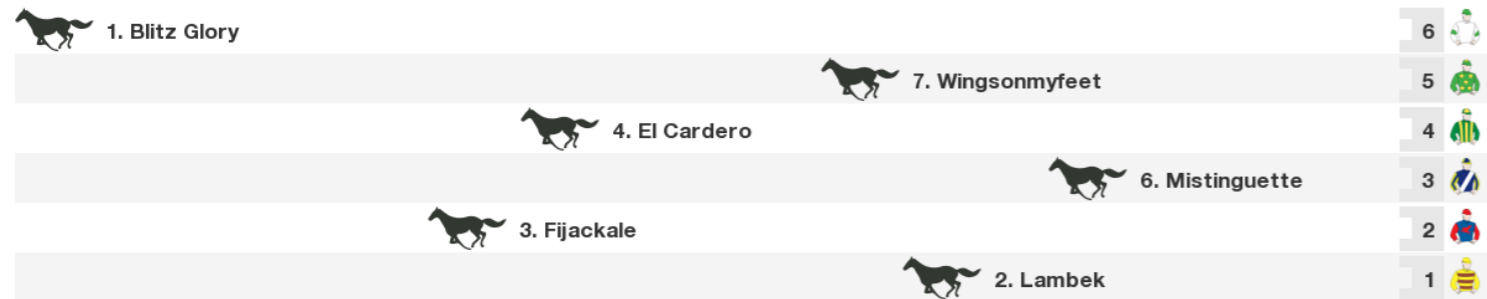 1. Blitz Glory 6
7. Wingsonmyfeet 5
4. El Cardero 4
6. Mistinguette 3
3. Fijackale 2
2. Lambek 1